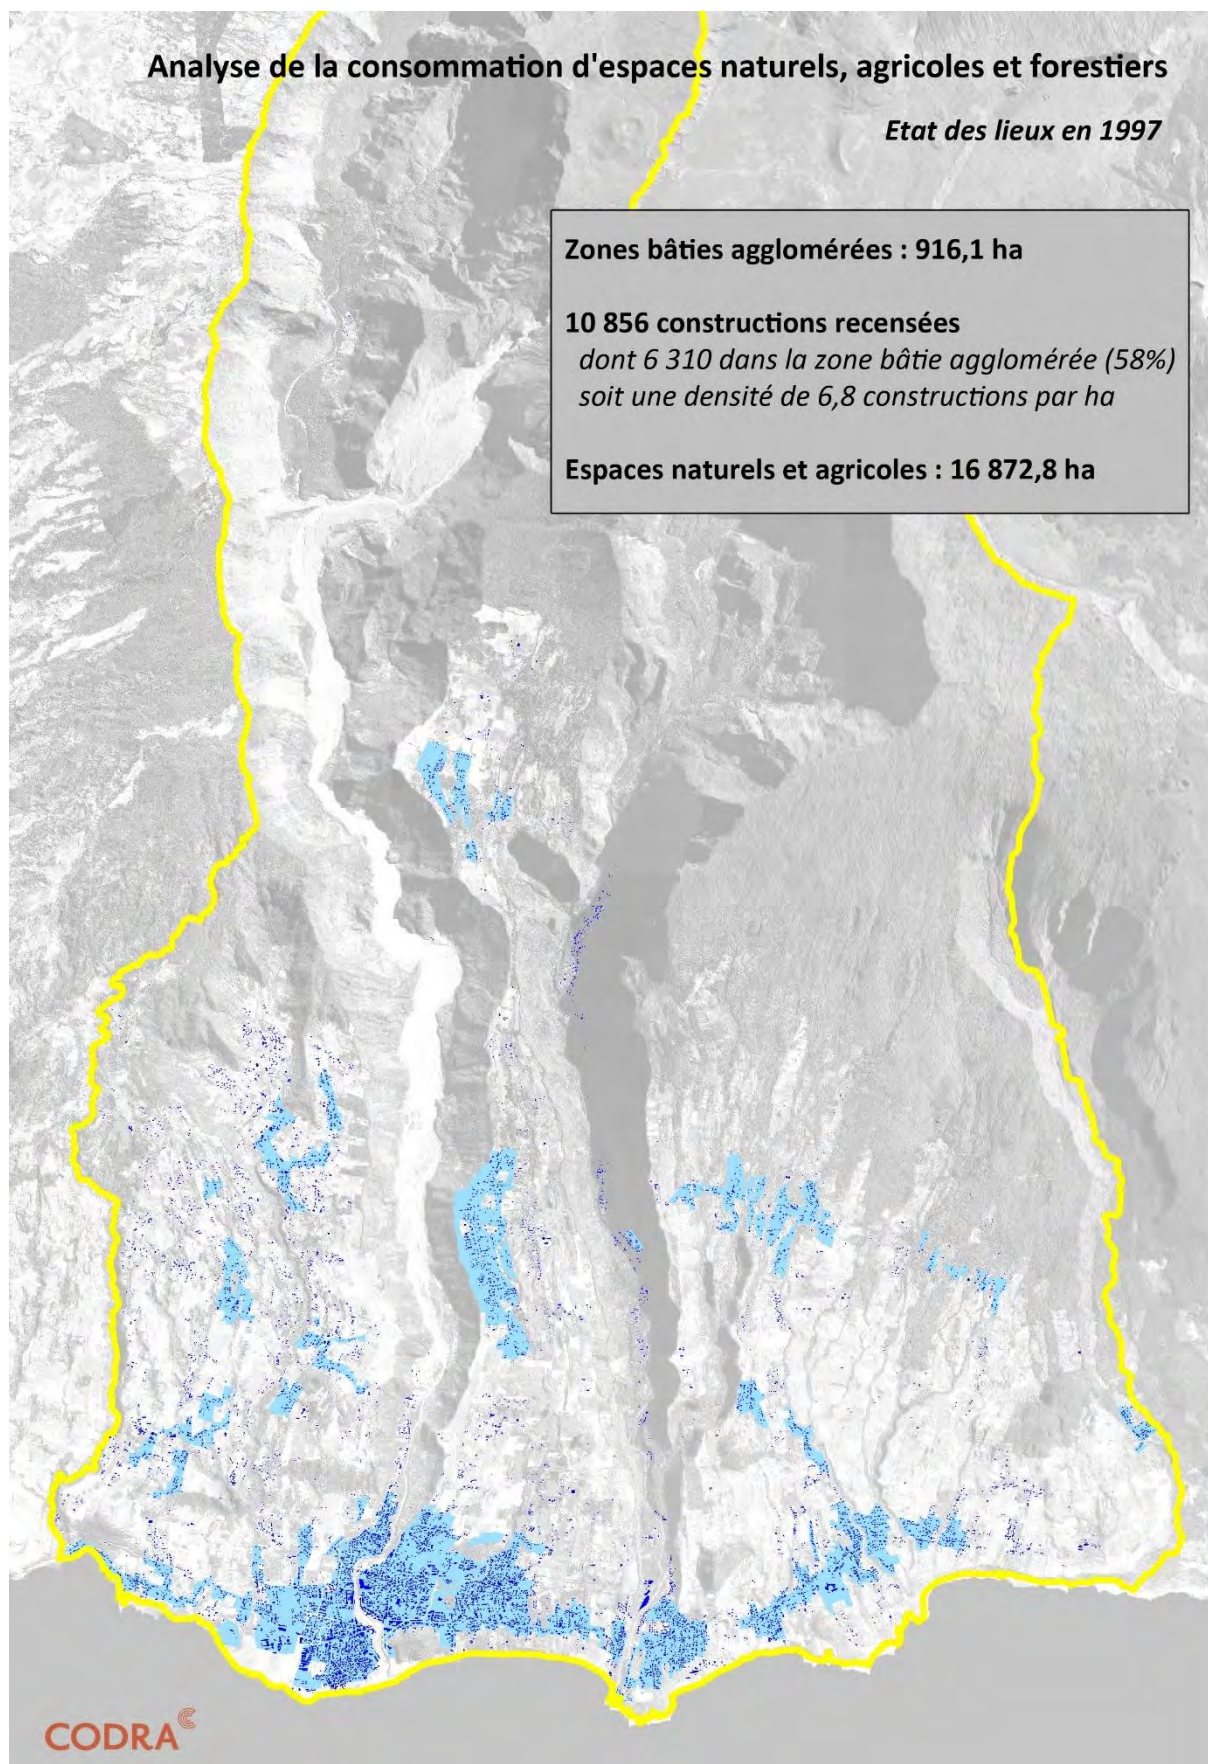 Analyse de la consommation d'espaces naturels, agricoles et forestiers
Etat des lieux en 1997
Zones bâties agglomérées : 916,1 ha
10 856 constructions recensées
dont 6 310 dans la zone bâtie agglomérée (58%)
soit une densité de 6,8 constructions par ha
Espaces naturels et agricoles : 16 872,8 ha
CODRA